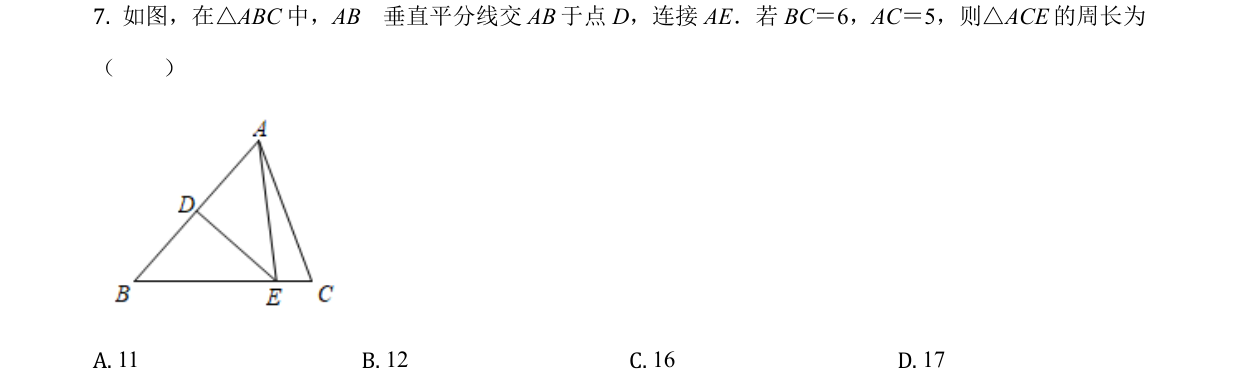 7. 如图，在△ABC中，AB 垂直平分线交AB于点D，连接AE．若BC＝6，AC＝5，则△ACE的周长为
（ ）
A
D
B
E
C
A. 11 B. 12 C. 16 D. 17